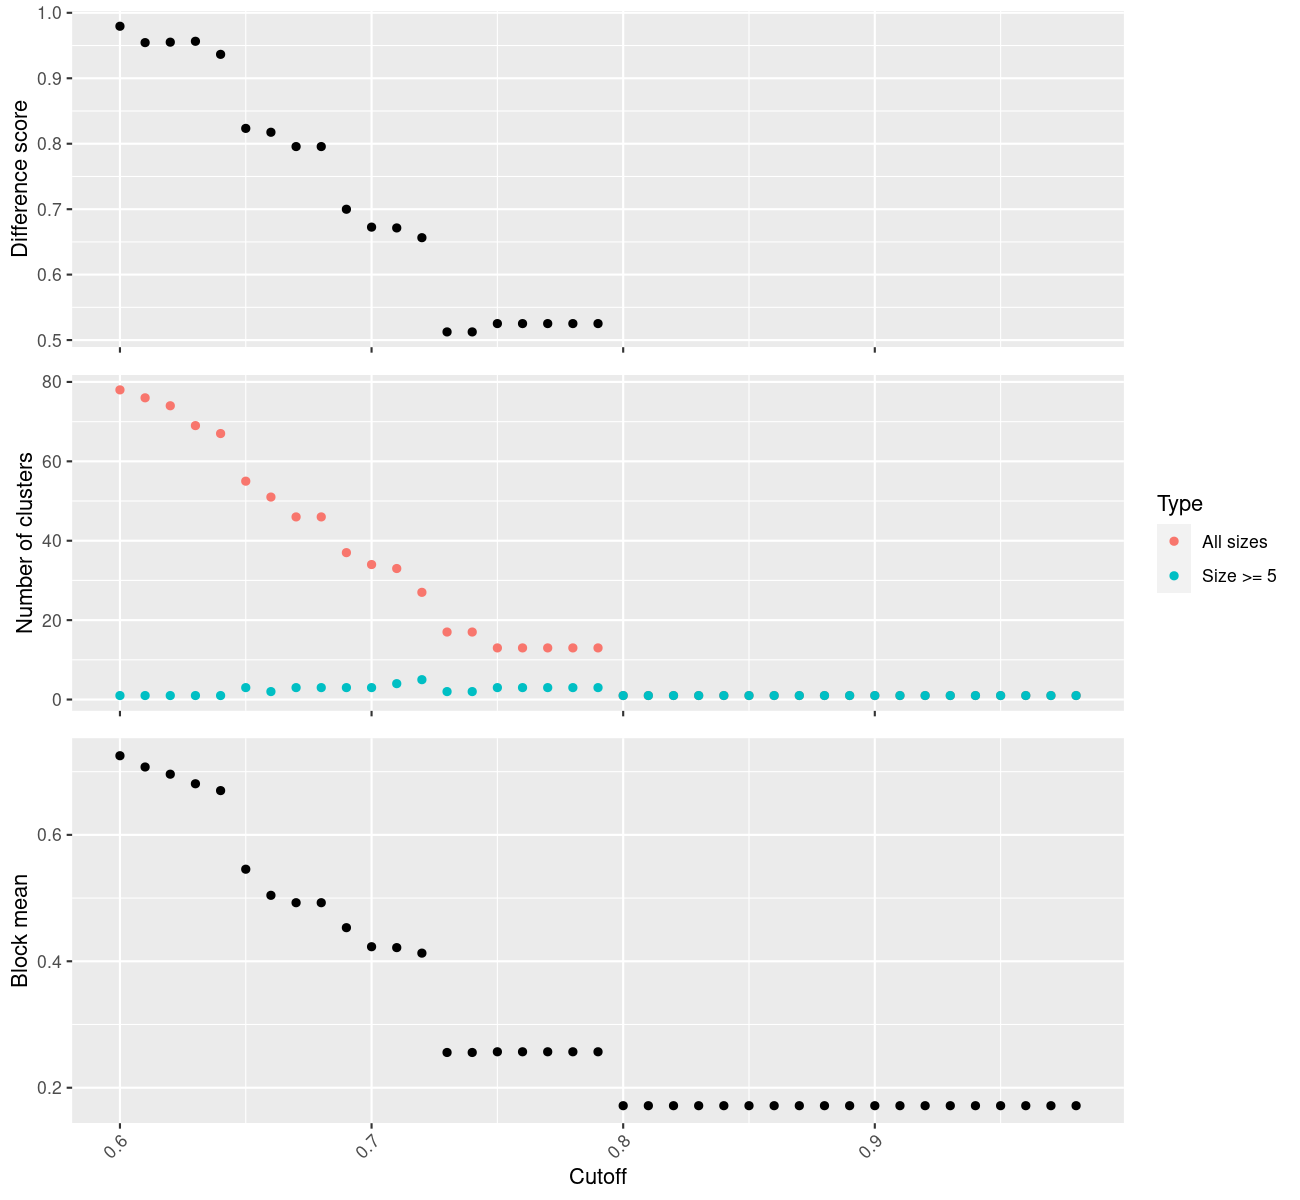 Difference score
1.0
0.9
0.8
0.7
0.6
0.5
Number of clusters
80
60
40
20
0
Type
All sizes
Size >= 5
Block mean
0.6
0.4
0.2
0.6
0.7
0.8
0.9
Cutoff